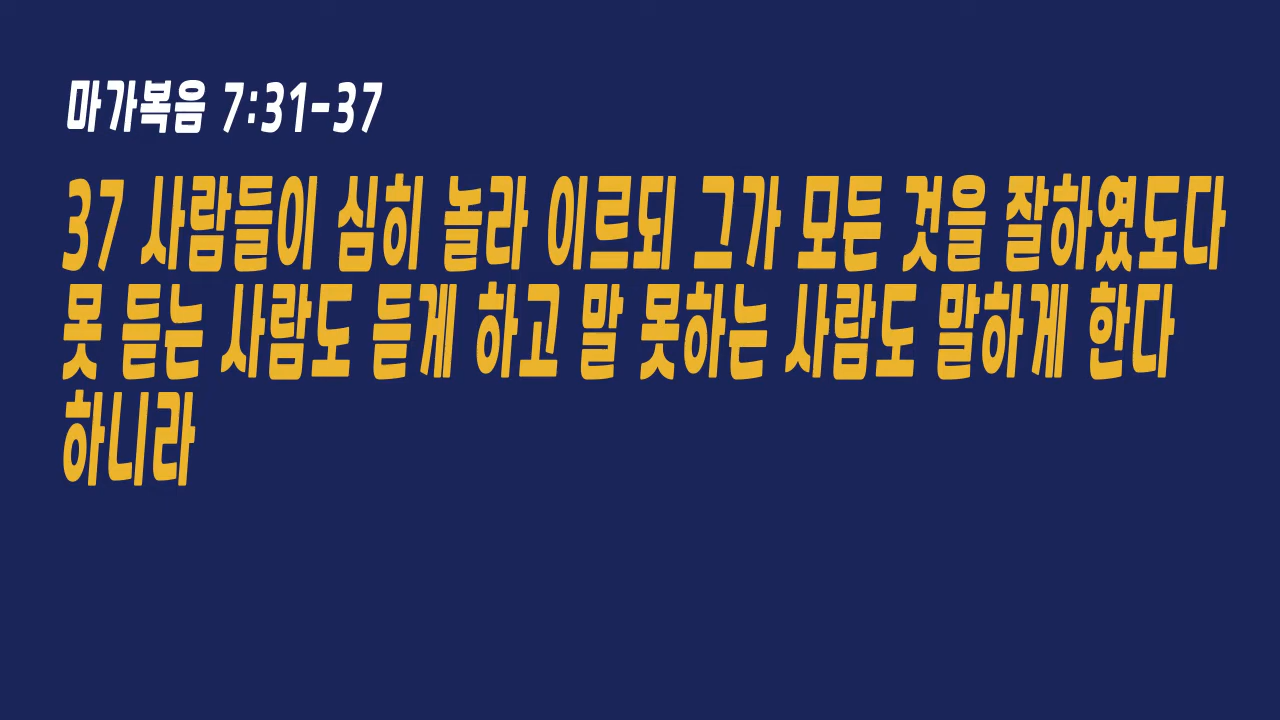 마가복음 7:31-37
37 사람들이 심히 놀라 이르되 그가 모든 것을 잘하였도다
못 듣는 사람도 듣게 하고 말 못하는 사람도 말하게 한다
하니라